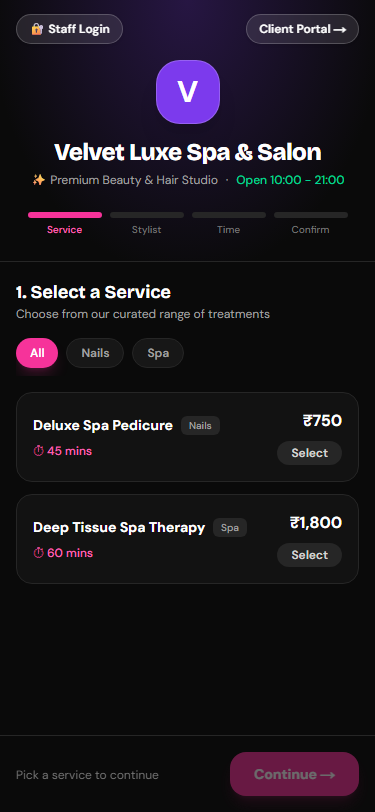 🔐 Staff Login
Client Portal →
V
Velvet Luxe Spa & Salon
✨ Premium Beauty & Hair Studio · Open 10:00 – 21:00
Service Stylist Time Confirm
1. Select a Service
Choose from our curated range of treatments
All Nails Spa
Deluxe Spa Pedicure Nails ₹750
⏱ 45 mins Select
Deep Tissue Spa Therapy Spa ₹1,800
⏱ 60 mins Select
Pick a service to continue Continue →